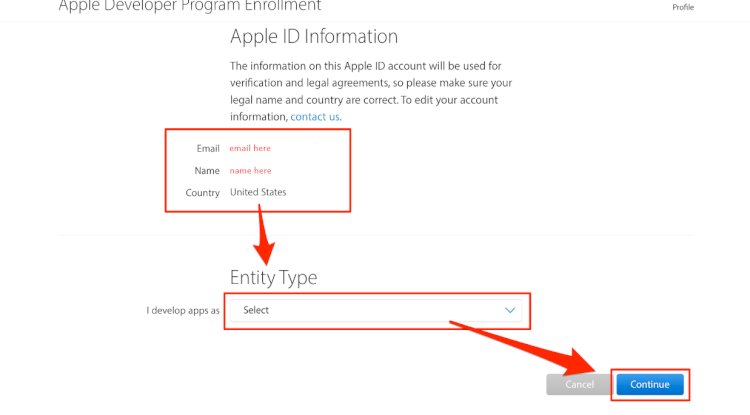 Apple Developer Program Enrollment
Profile
Apple ID Information
The information on this Apple ID account will be used for
verification and legal agreements, so please make sure your
legal name and country are correct. To edit your account
information, contact us.
Email email here
Name name here
Country United States
Entity Type
I develop apps as Select
Cancel Continue